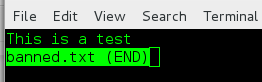 File Edit View Search Terminal
This is a test
banned.txt (END)